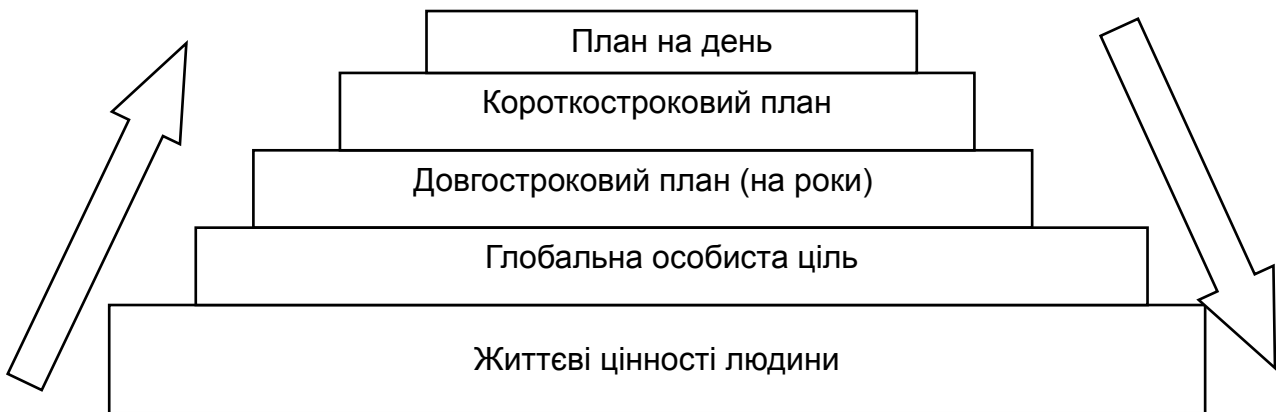 План на день
Короткостроковий план
Довгостроковий план (на роки)
Глобальна особиста ціль
Життєві цінності людини